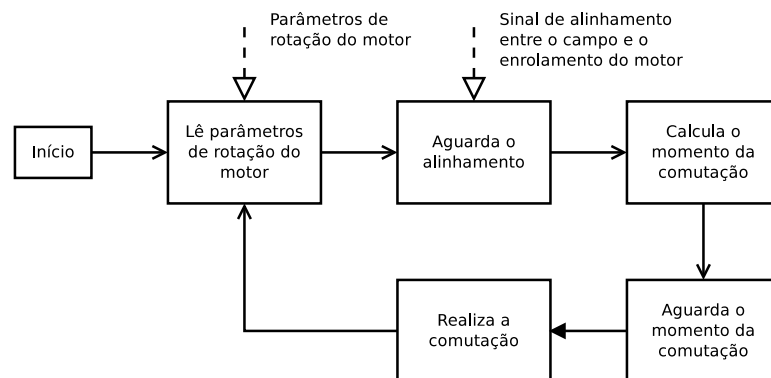 Parâmetros de
rotação do motor
Sinal de alinhamento
entre o campo e o
enrolamento do motor
Início
Lê parâmetros
de rotação do
motor
Aguarda o
alinhamento
Calcula o
momento da
comutação
Realiza a
comutação
Aguarda o
momento da
comutação